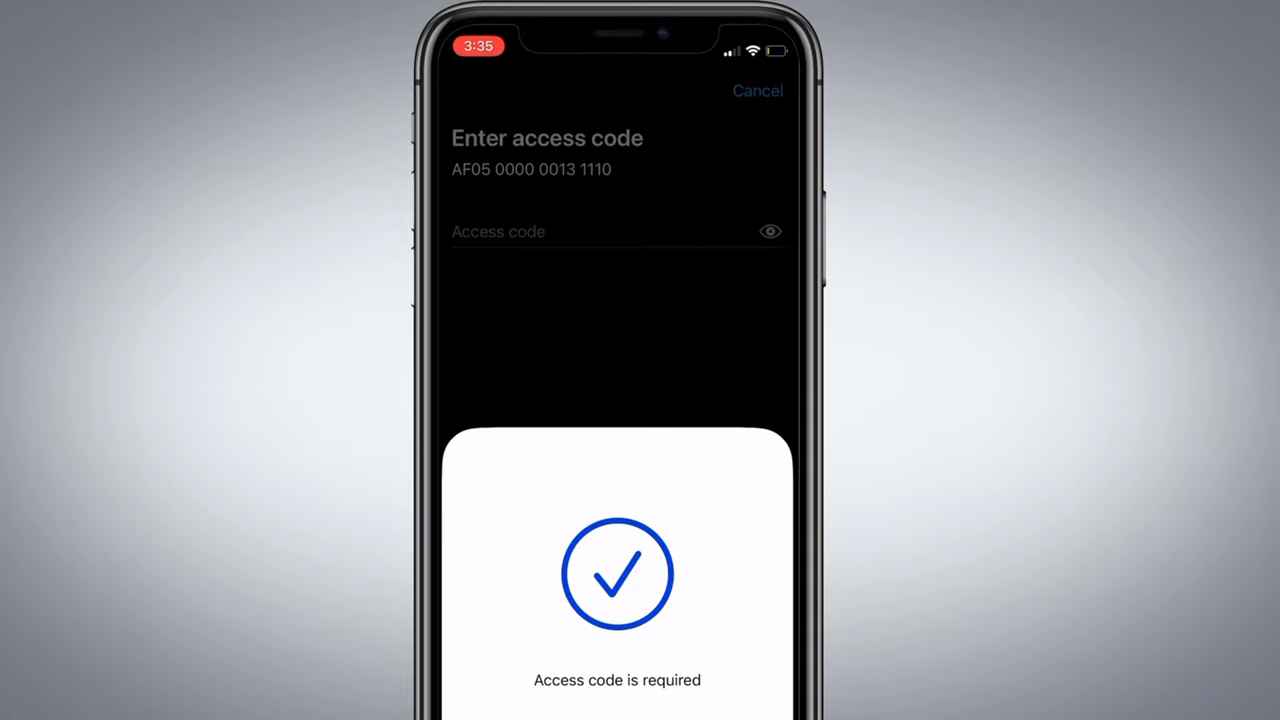 3:35
Cancel
Enter access code
AF05 0000 0013 1110
Access code
Access code is required